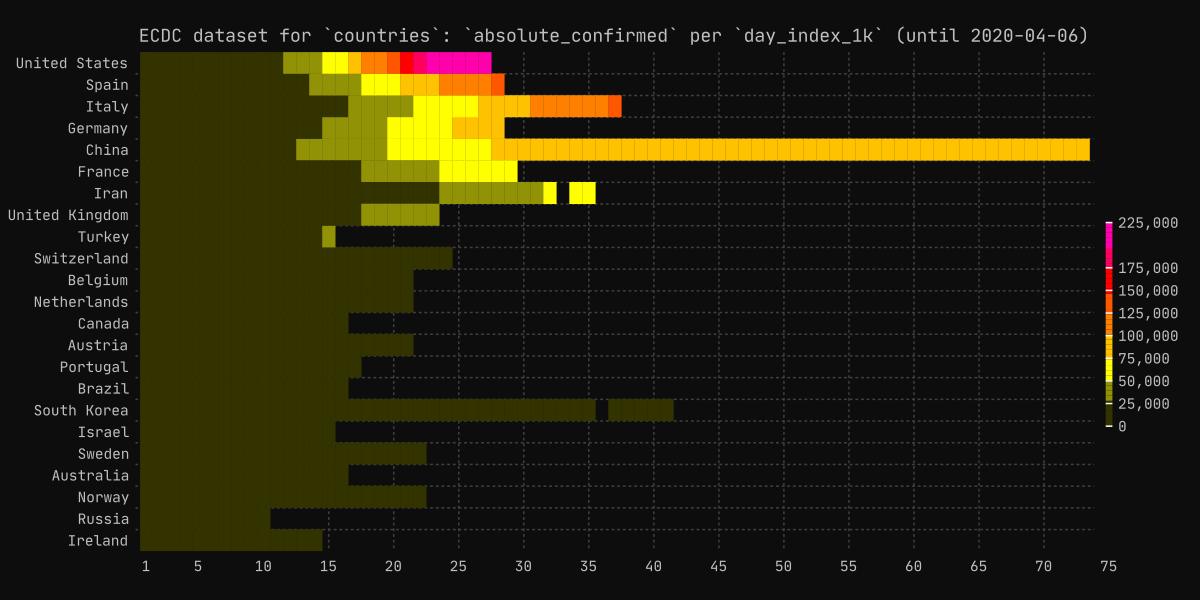 ECDC dataset for `countries`: `absolute_confirmed` per `day_index_1k` (until 2020-04-06)
United States
Spain
Italy
Germany
China
France
Iran
United Kingdom
Turkey
Switzerland
Belgium
Netherlands
Canada
Austria
Portugal
Brazil
South Korea
Israel
Sweden
Australia
Norway
Russia
Ireland
1 5 10 15 20 25 30 35 40 45 50 55 60 65 70 75
225,000
175,000
150,000
125,000
100,000
75,000
50,000
25,000
0